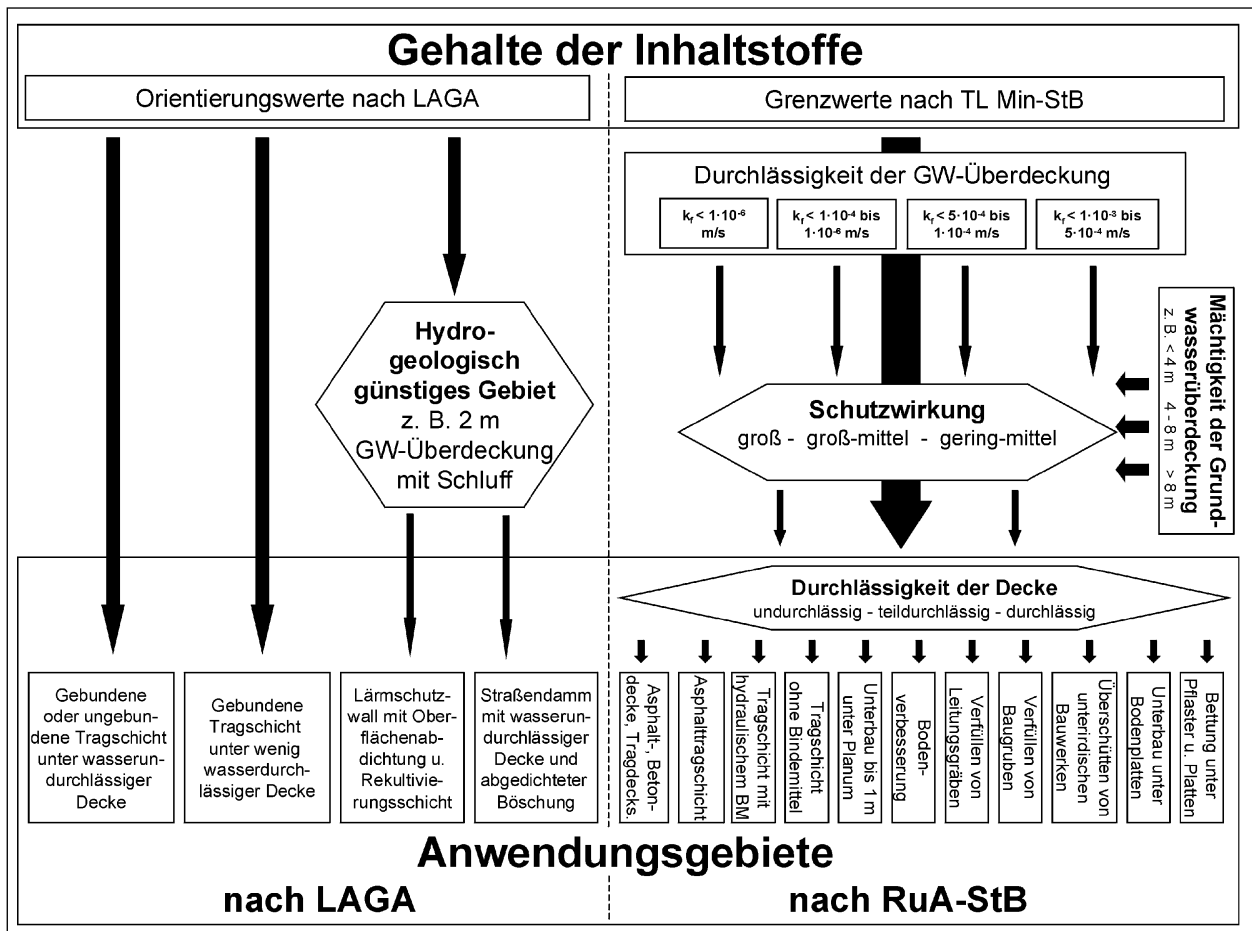 Gehalte der Inhaltstoffe
Orientierungswerte nach LAGA
Grenzwerte nach TL Min-StB
Durchlässigkeit der GW-Überdeckung
k_f < 1·10⁻⁶
m/s
k_f < 1·10⁻⁴ bis
1·10⁻⁶ m/s
k_f < 5·10⁻⁴ bis
1·10⁻⁴ m/s
k_f < 1·10⁻³ bis
5·10⁻⁴ m/s
Mächtigkeit der Grund-
wasserüberdeckung
z. B. <4 m 4 - 8 m > 8 m
Hydro-
geologisch
günstiges Gebiet
z. B. 2 m
GW-Überdeckung
mit Schluff
Schutzwirkung
groß - groß-mittel - gering-mittel
Durchlässigkeit der Decke
undurchlässig - teildurchlässig - durchlässig
Gebundene
oder ungebun-
dene Tragschicht
unter wasserun-
durchlässiger
Decke
Gebundene
Tragschicht
unter wenig
wasserdurch-
lässiger Decke
Lärmschutz-
wall mit Ober-
flächenab-
dichtung u.
Rekultivie-
rungsschicht
Straßendamm
mit wasserun-
durchlässiger
Decke und
abgedichteter
Böschung
Asphalt-, Beton-
decke, Tragdecks.
Asphalttragschicht
Tragschicht mit
hydraulischem BM
Tragschicht
ohne Bindemittel
Unterbau bis 1 m
unter Planum
Boden-
verbesserung
Verfüllen von
Leitungsgräben
Verfüllen von
Baugruben
Überschütten von
unterirdischen
Bauwerken
Unterbau unter
Bodenplatten
Bettung unter
Pflaster u. Platten
Anwendungsgebiete
nach LAGA
nach RuA-StB